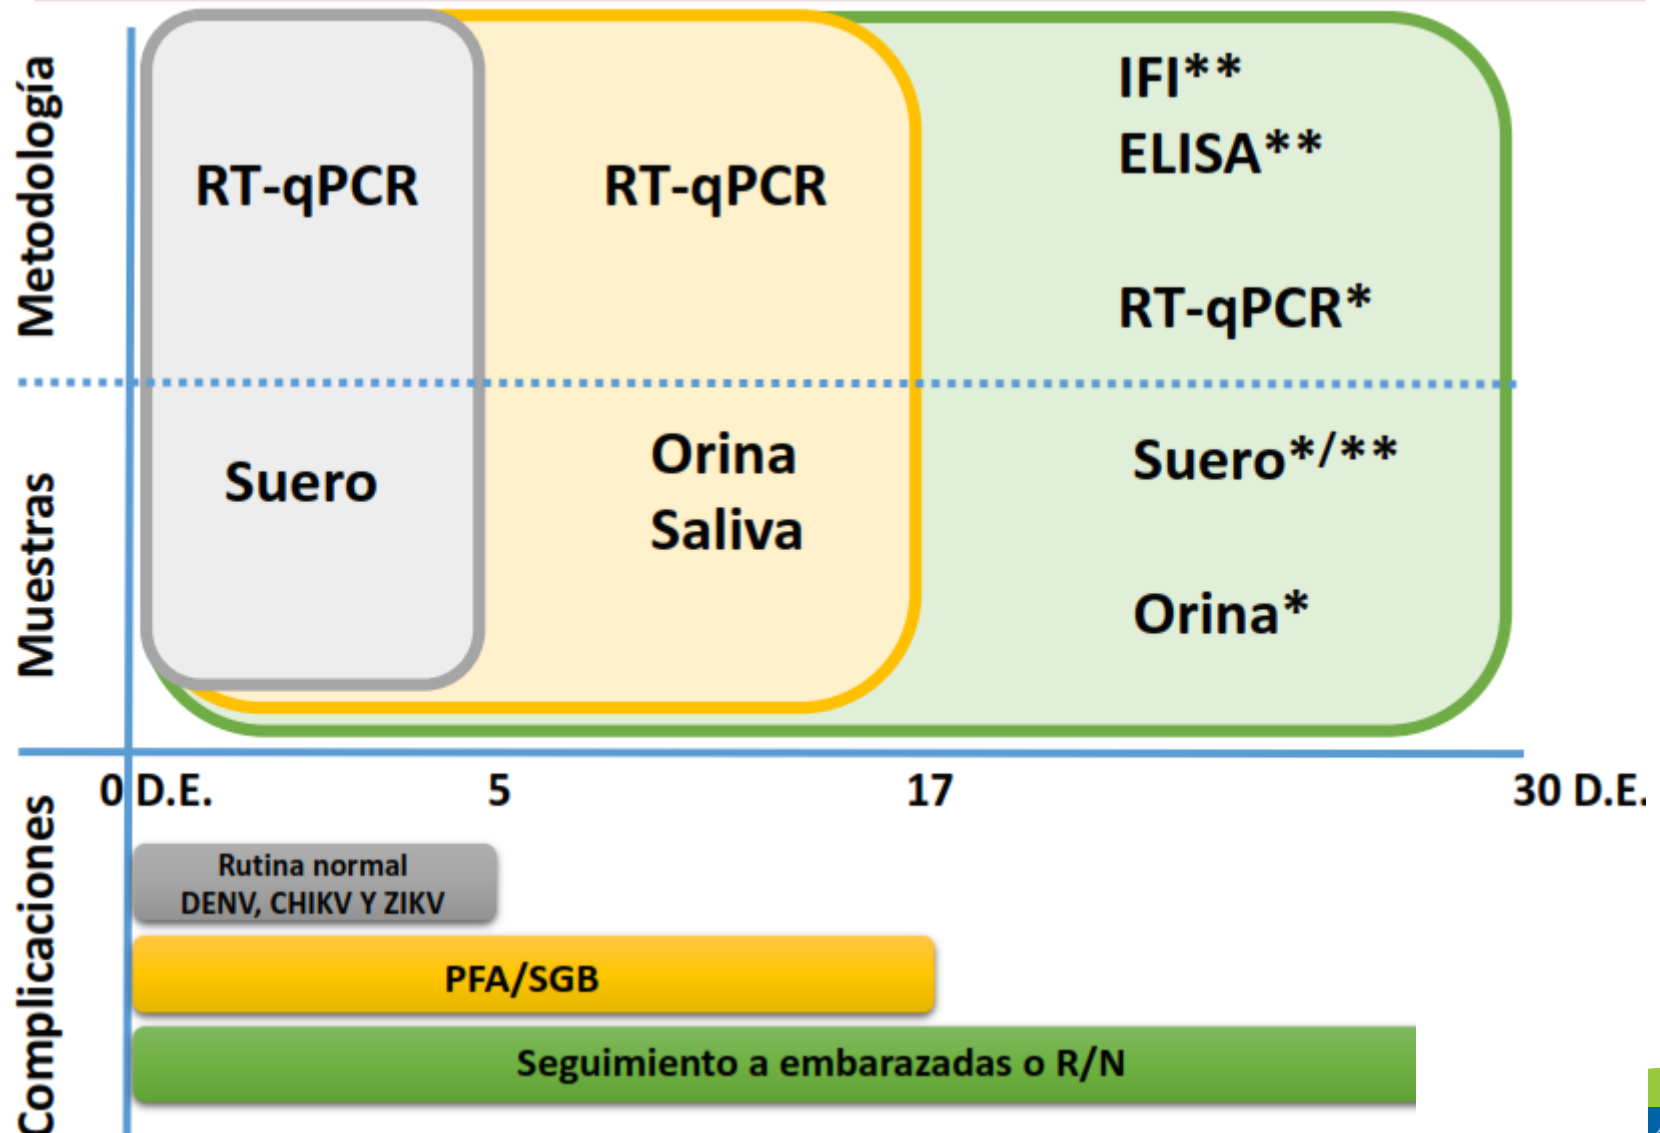 Metodología
RT-qPCR
RT-qPCR
IFI**
ELISA**
RT-qPCR*
Muestras
Suero
Orina
Saliva
Suero*/**
Orina*
0 D.E.
5
17
30 D.E.
Complicaciones
Rutina normal
DENV, CHIKV Y ZIKV
PFA/SGB
Seguimiento a embarazadas o R/N